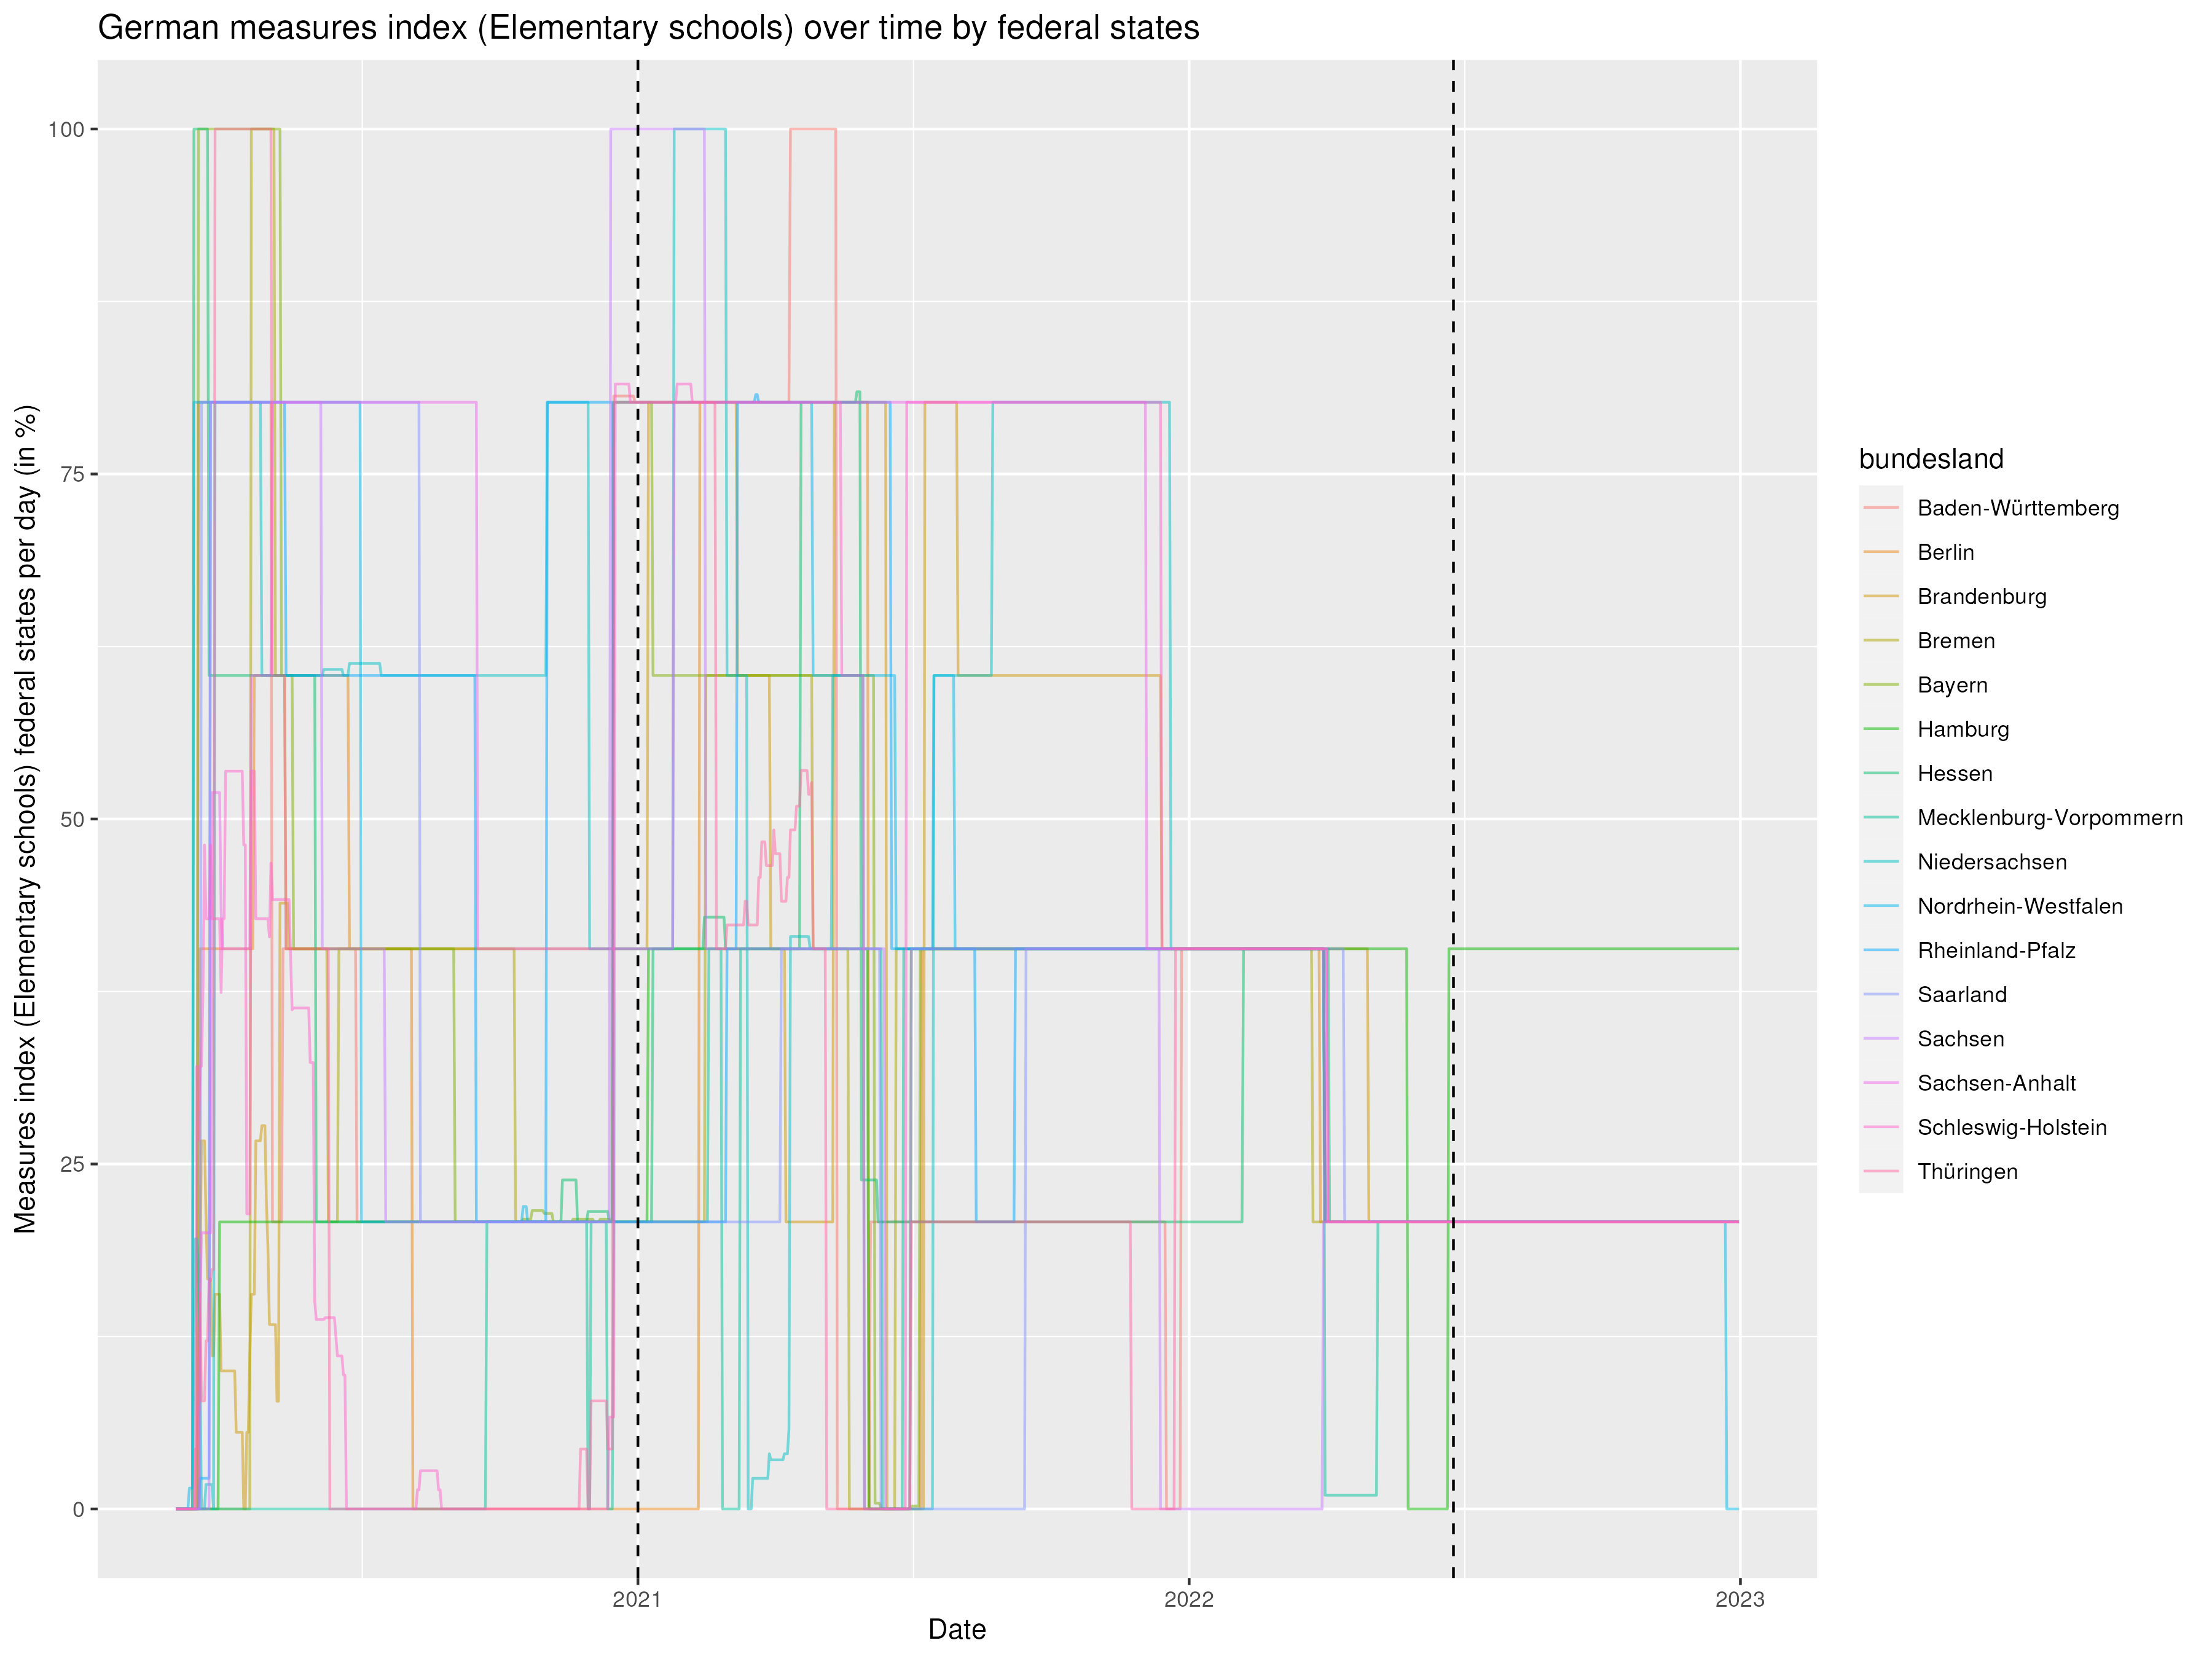 German measures index (Elementary schools) over time by federal states
Measures index (Elementary schools) federal states per day (in %)
100
75
50
25
0
2021
2022
2023
Date
bundesland
Baden-Württemberg
Berlin
Brandenburg
Bremen
Bayern
Hamburg
Hessen
Mecklenburg-Vorpommern
Niedersachsen
Nordrhein-Westfalen
Rheinland-Pfalz
Saarland
Sachsen
Sachsen-Anhalt
Schleswig-Holstein
Thüringen